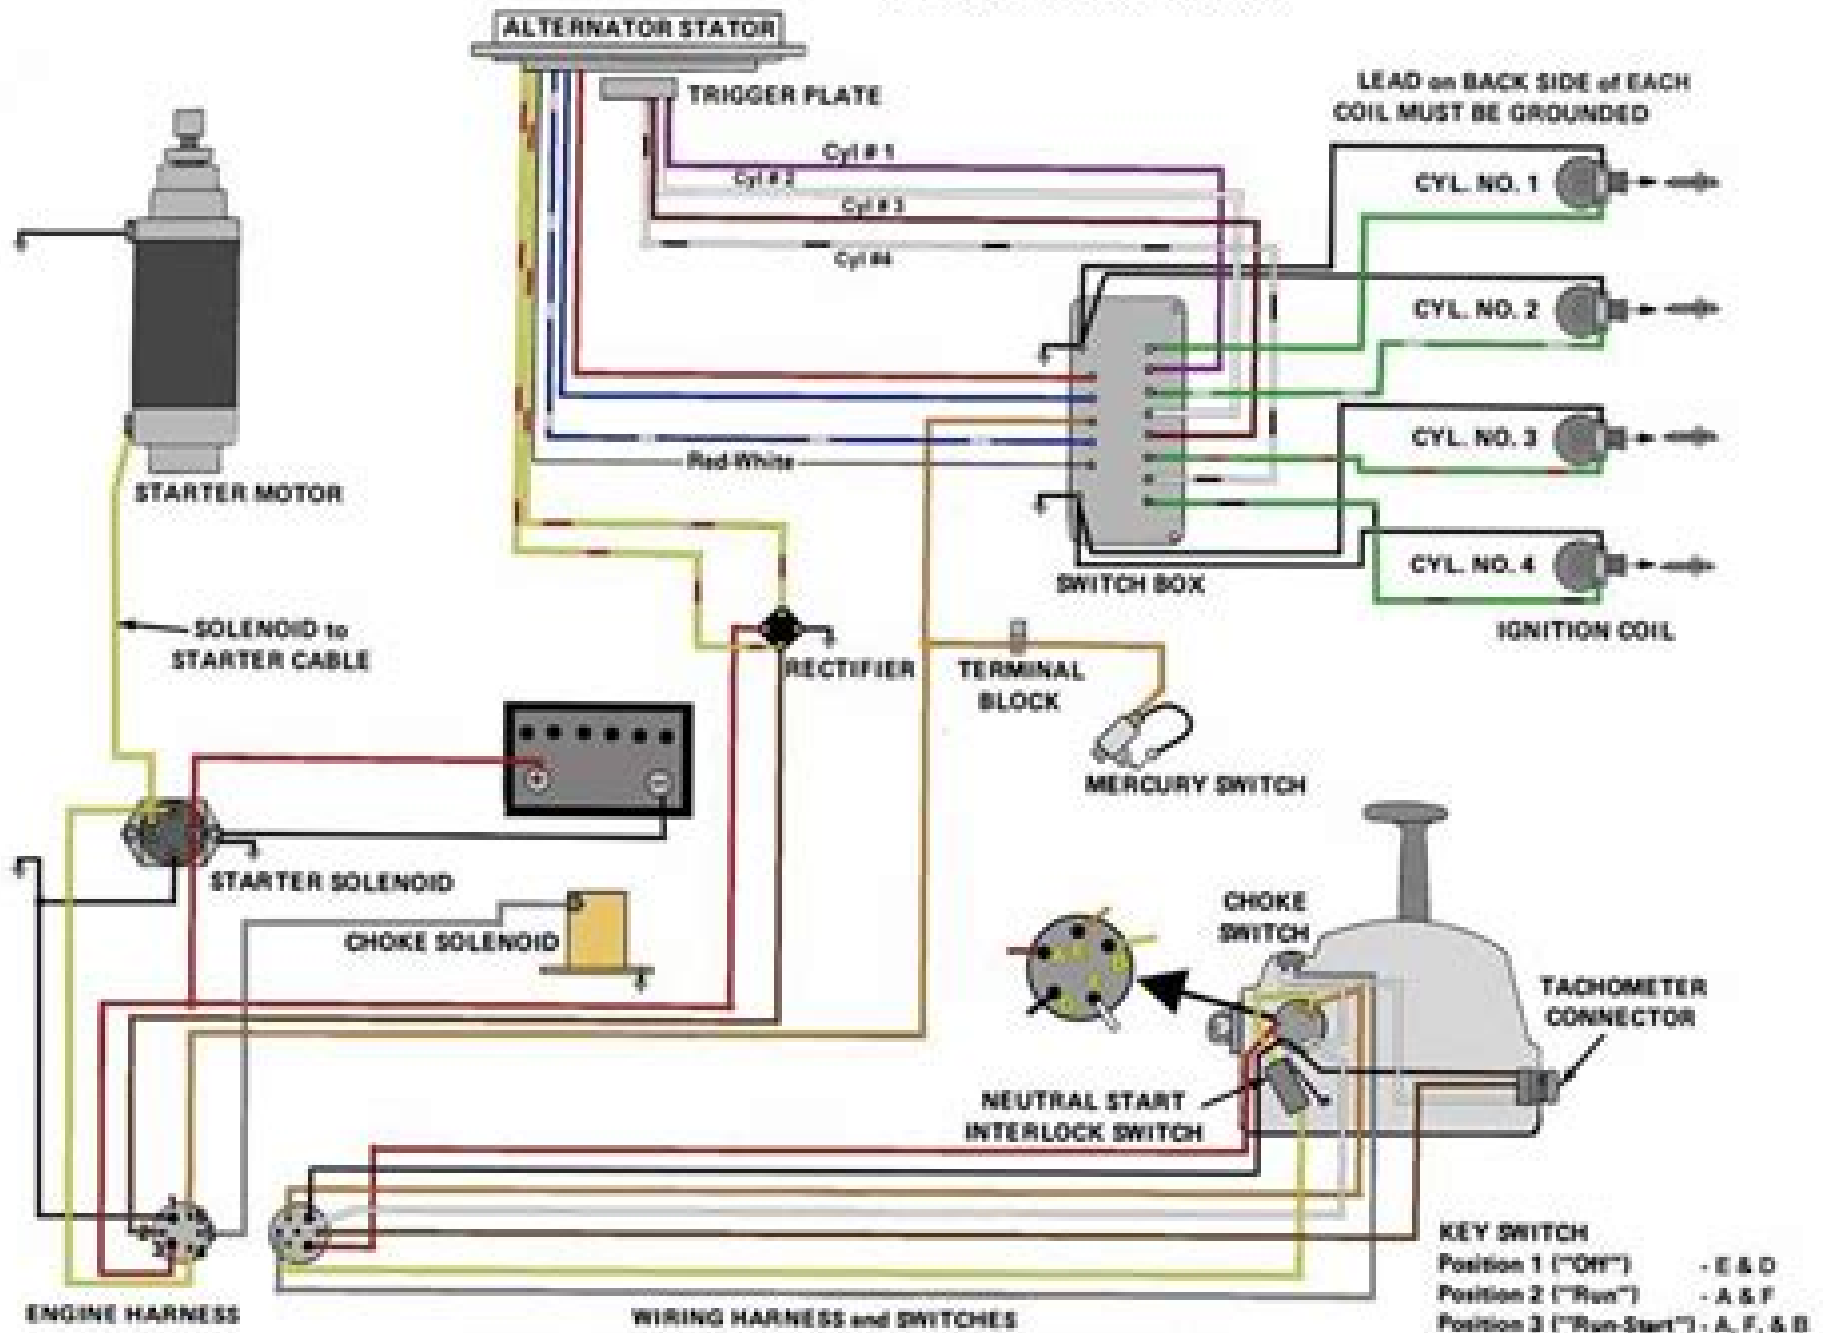 ALTERNATOR STATOR
TRIGGER PLATE
LEAD on BACK SIDE of EACH
COIL MUST BE GROUNDED
Cyl # 1
Cyl # 2
Cyl # 3
Cyl #4
CYL. NO. 1
CYL. NO. 2
CYL. NO. 3
CYL. NO. 4
Red-White
STARTER MOTOR
SWITCH BOX
IGNITION COIL
SOLENOID to
STARTER CABLE
RECTIFIER
TERMINAL
BLOCK
MERCURY SWITCH
STARTER SOLENOID
CHOKE SOLENOID
CHOKE
SWITCH
TACHOMETER
CONNECTOR
NEUTRAL START
INTERLOCK SWITCH
KEY SWITCH
Position 1 ("Off") - E & D
Position 2 ("Run") - A & F
Position 3 ("Run-Start") - A, F, & B
ENGINE HARNESS
WIRING HARNESS and SWITCHES